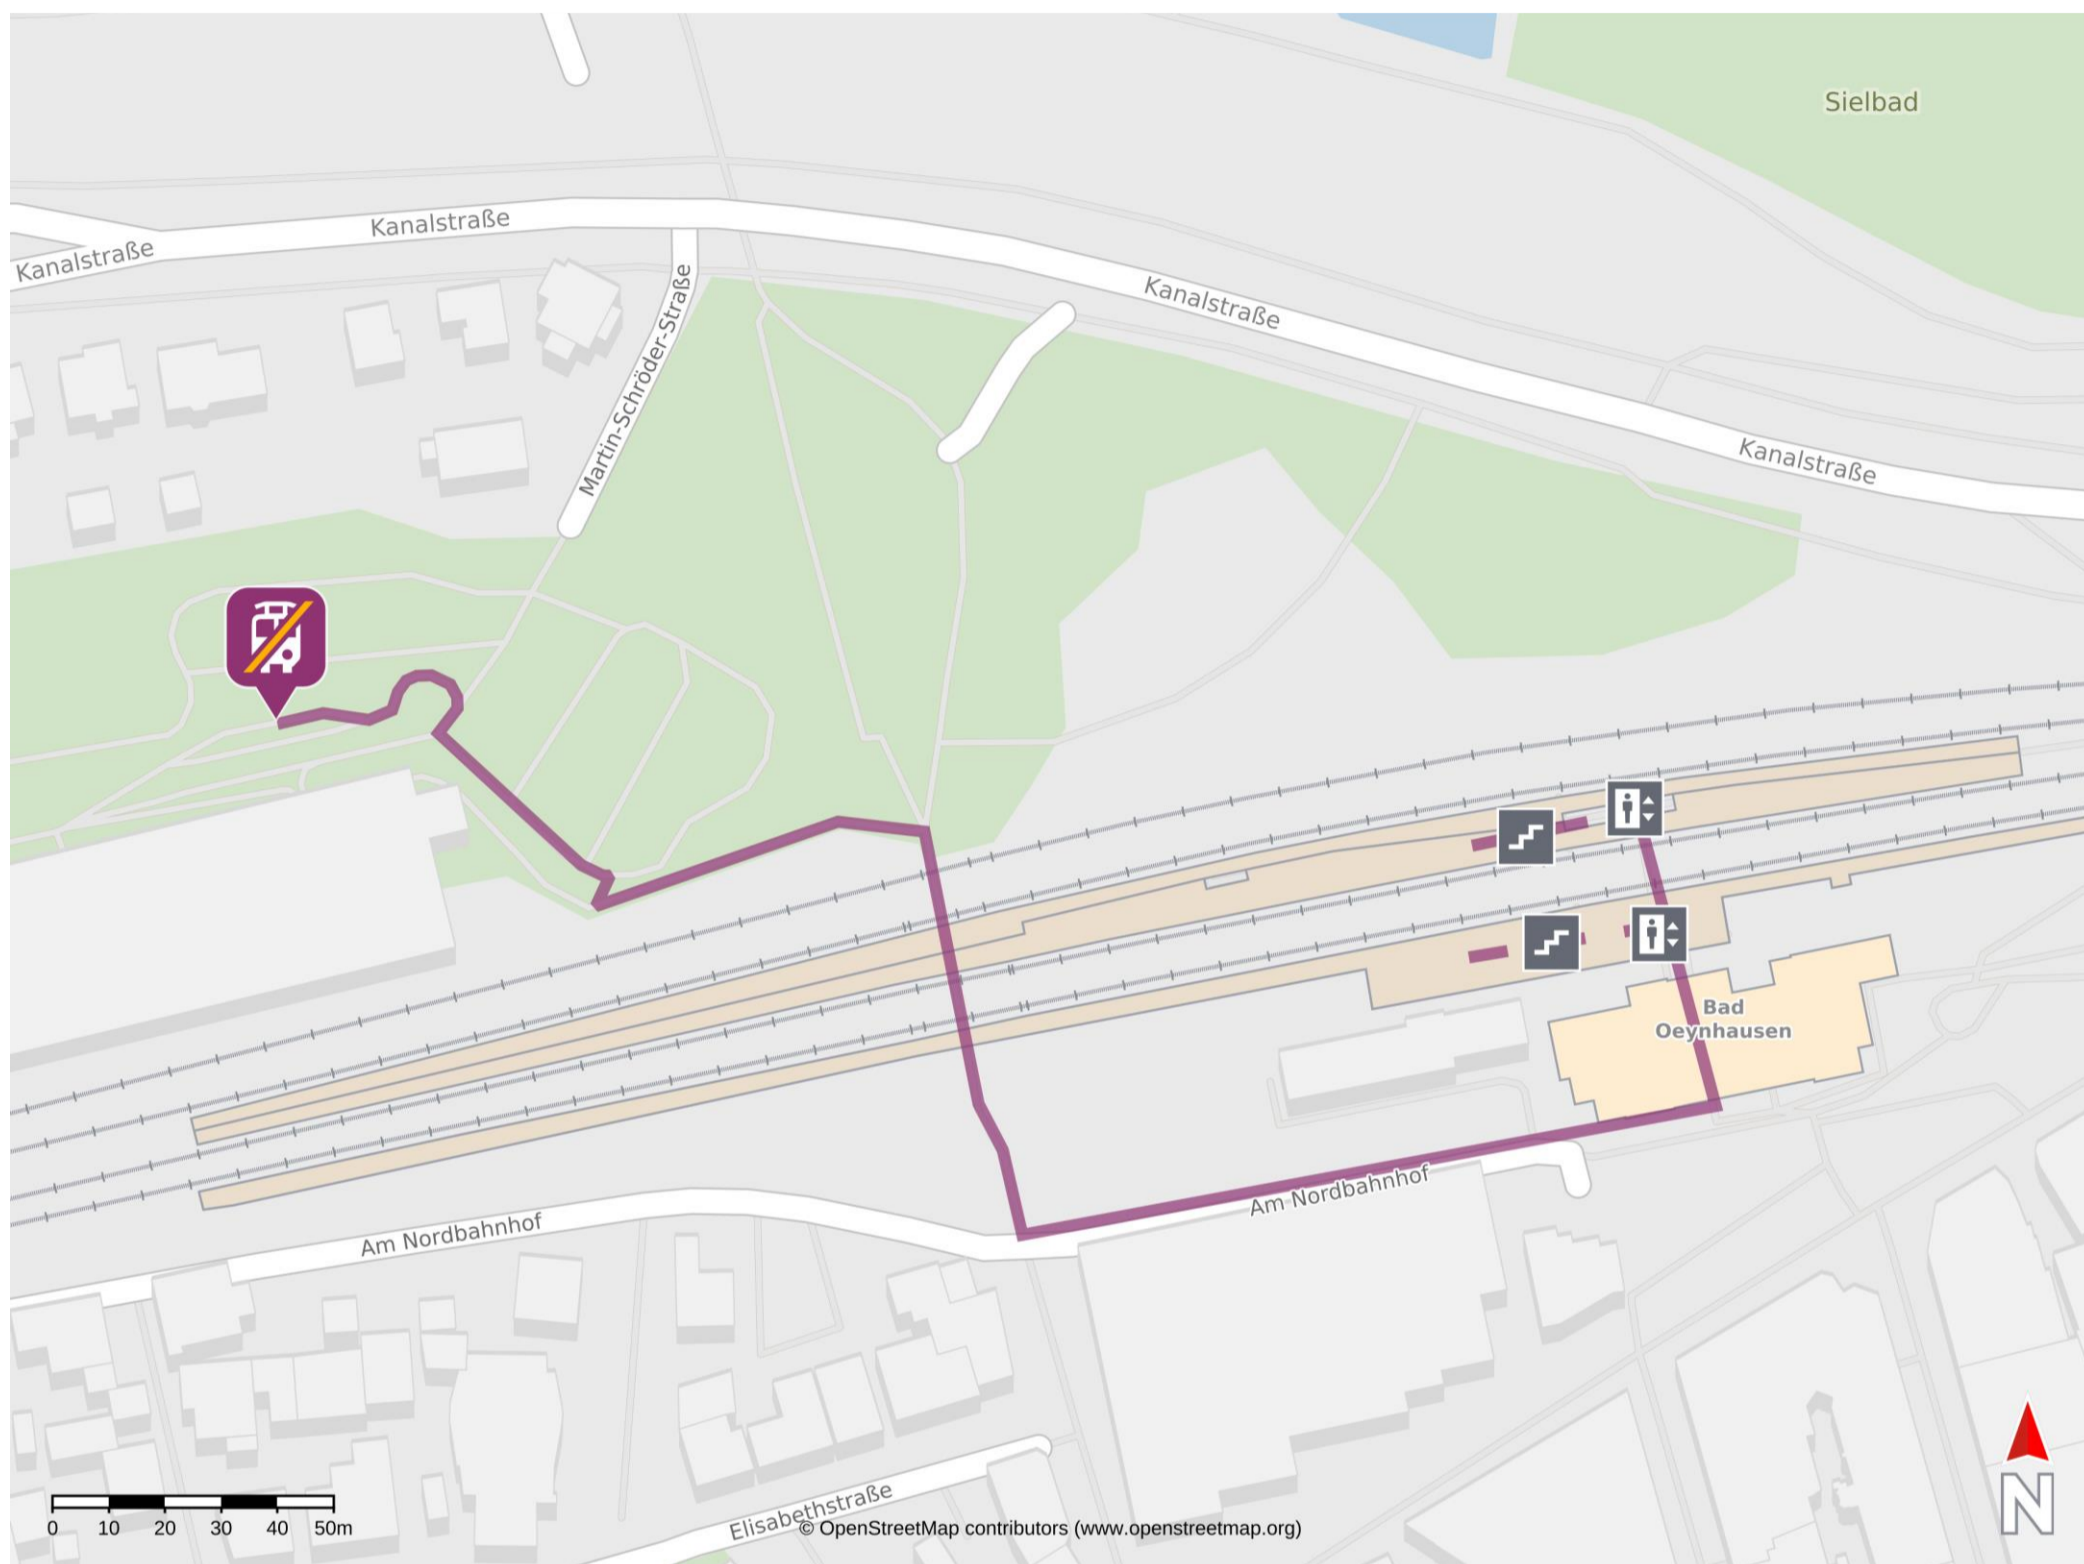 Sielbad
Kanalstraße
Kanalstraße
Kanalstraße
Kanalstraße
Martin-Schröder-Straße
Bad
Oeynhausen
Am Nordbahnhof
Am Nordbahnhof
Elisabethstraße
0 10 20 30 40 50m
© OpenStreetMap contributors (www.openstreetmap.org)
N